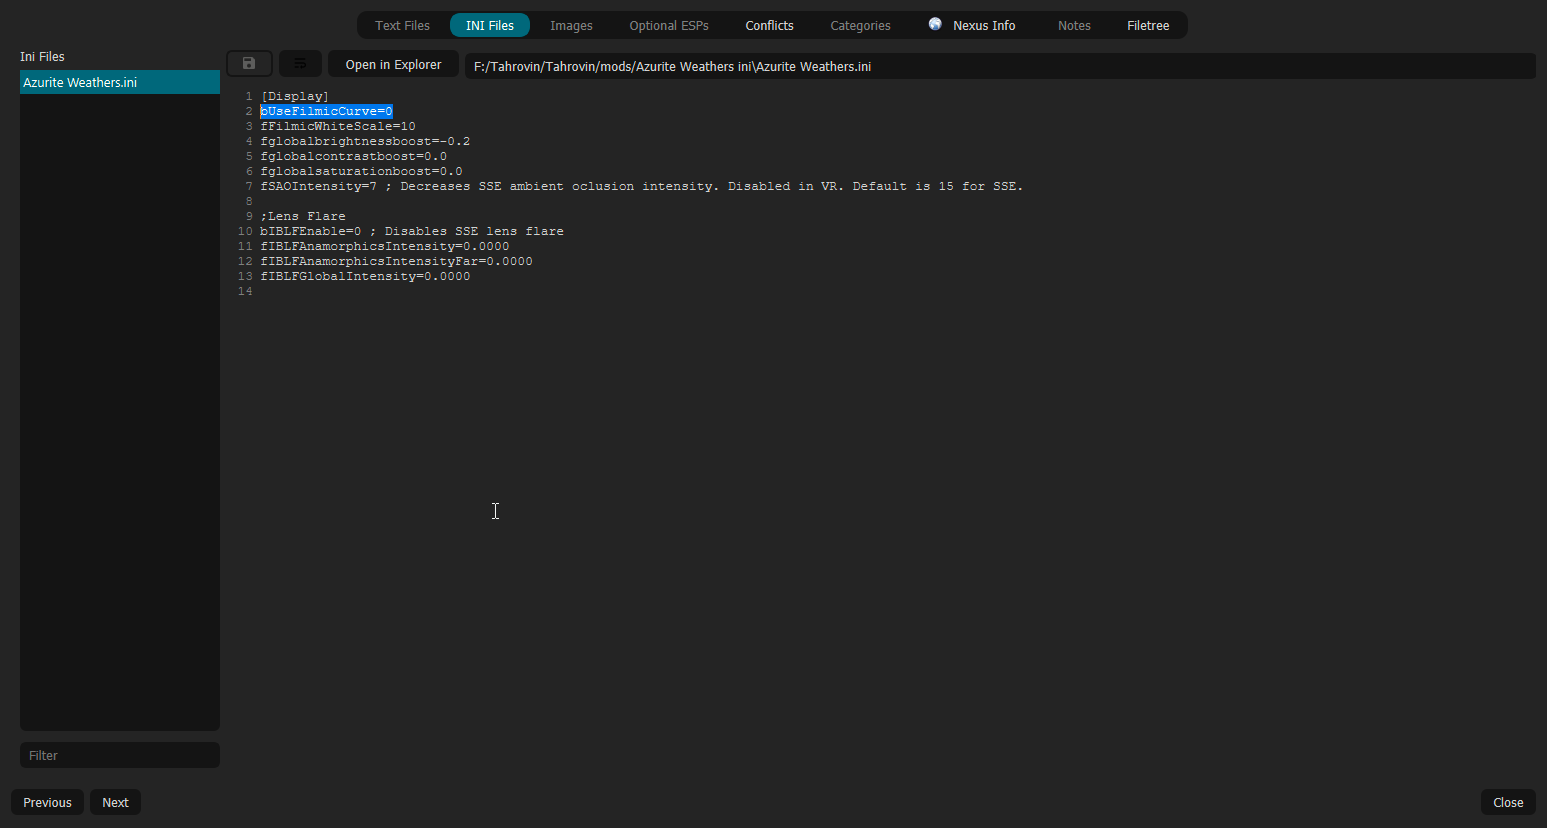 Text Files INI Files Images Optional ESPs Conflicts Categories Nexus Info Notes Filetree
Ini Files
Azurite Weathers.ini
Open in Explorer F:/Tahrovin/Tahrovin/mods/Azurite Weathers ini\Azurite Weathers.ini
1 [Display]
2 bUseFilmicCurve=0
3 fFilmicWhiteScale=10
4 fglobalbrightnessboost=-0.2
5 fglobalcontrastboost=0.0
6 fglobalsaturationboost=0.0
7 fSAOIntensity=7 ; Decreases SSE ambient oclusion intensity. Disabled in VR. Default is 15 for SSE.
8
9 ;Lens Flare
10 bIBLFEnable=0 ; Disables SSE lens flare
11 fIBLFAnamorphicsIntensity=0.0000
12 fIBLFAnamorphicsIntensityFar=0.0000
13 fIBLFGlobalIntensity=0.0000
14
Filter
Previous Next Close